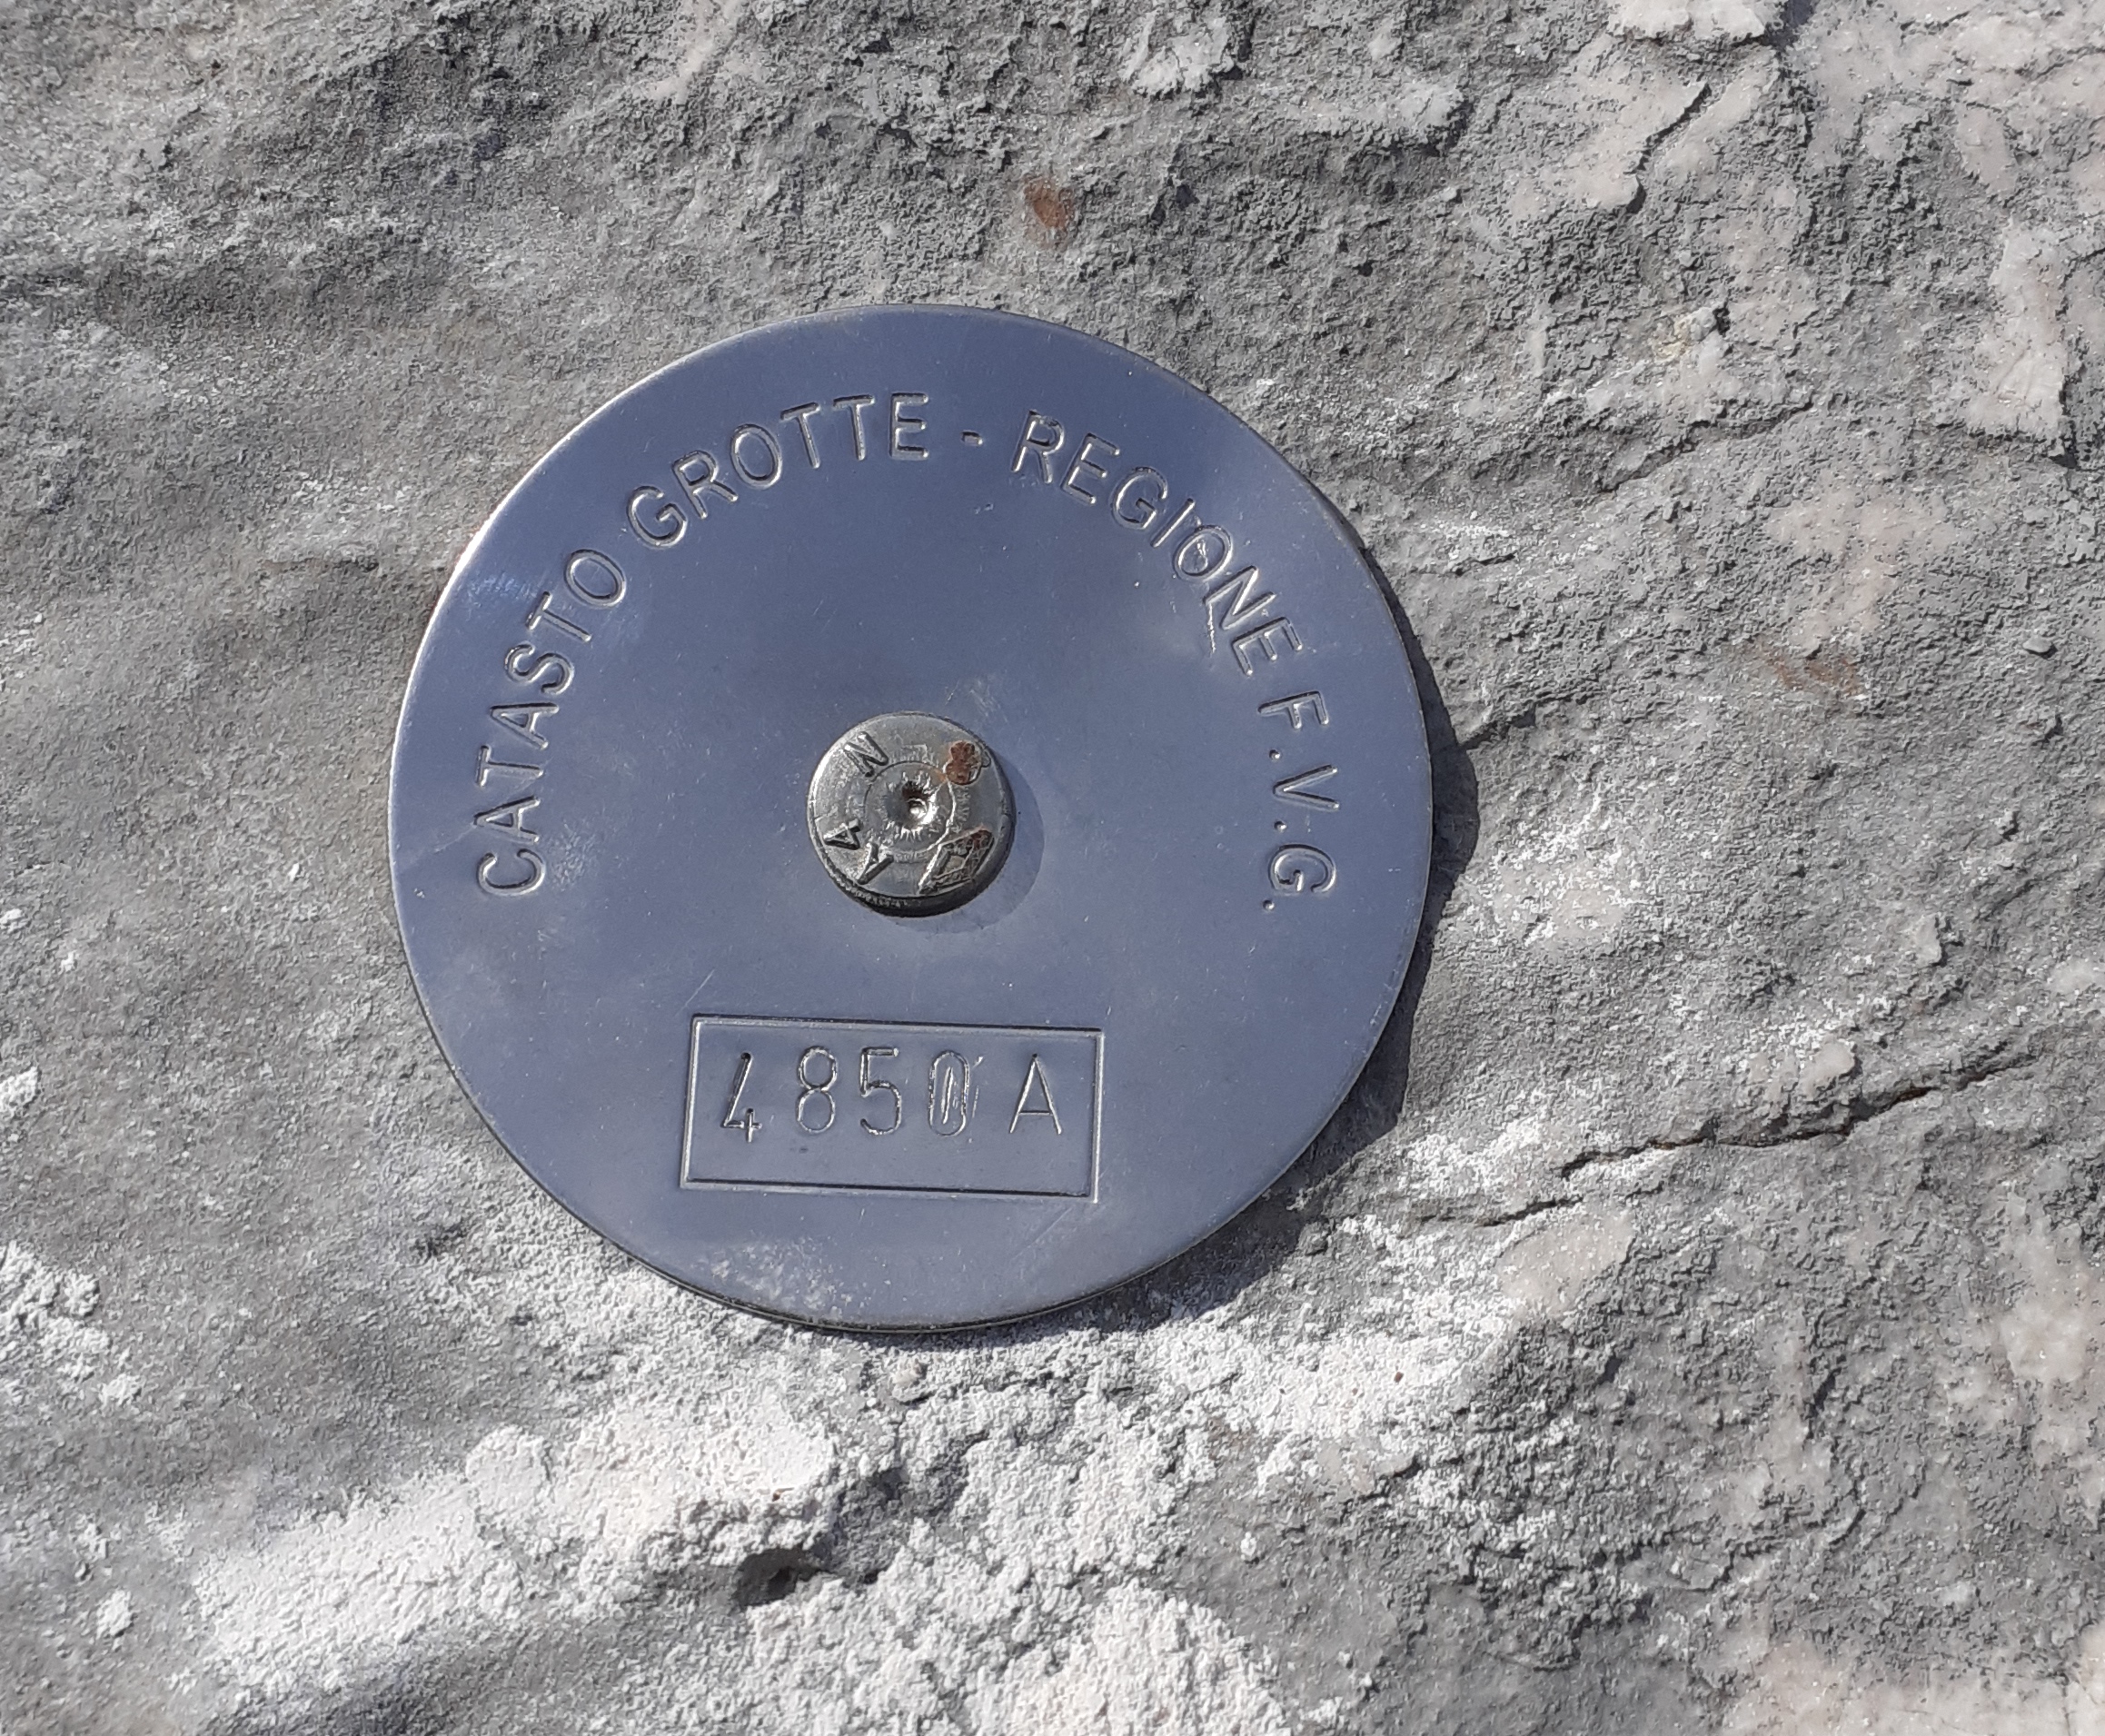 CATASTO GROTTE - REGIONE F.V.G.
4850 A